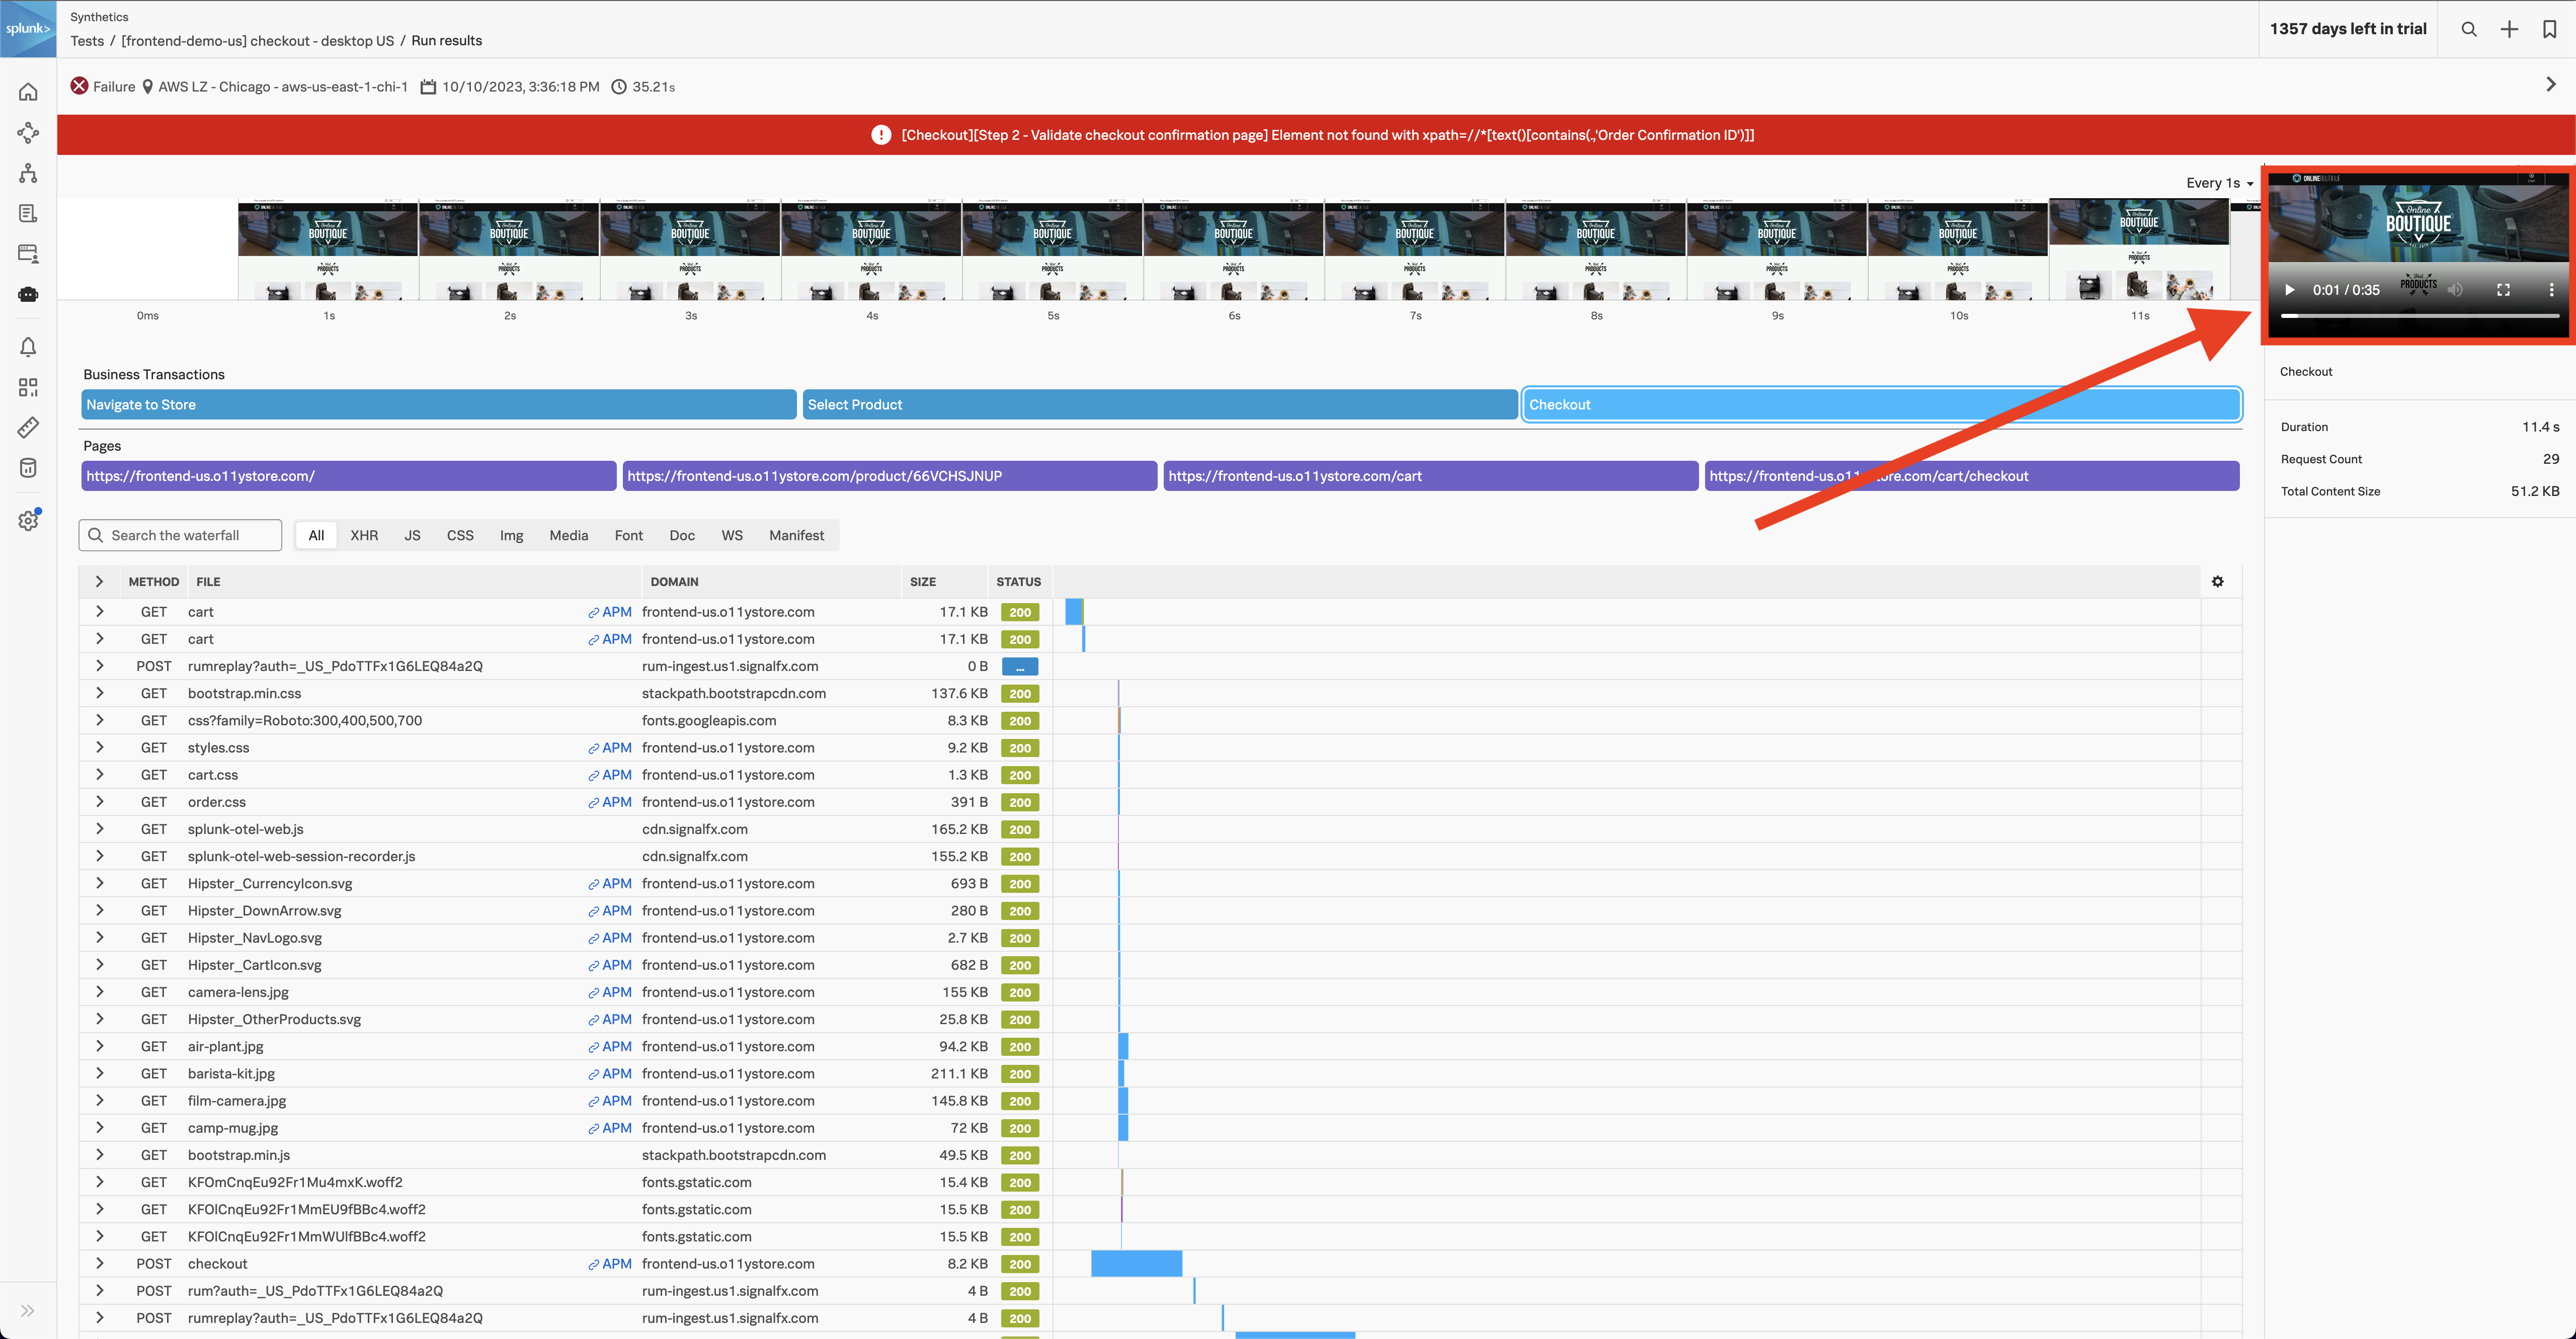 splunk>
Synthetics
Tests / [frontend-demo-us] checkout - desktop US / Run results
1357 days left in trial
Failure AWS LZ - Chicago - aws-us-east-1-chi-1 10/10/2023, 3:36:18 PM 35.21s
[Checkout][Step 2 - Validate checkout confirmation page] Element not found with xpath=//*[text()[contains(.,'Order Confirmation ID')]]
Every 1s
ONLINEBOUTIQUE
Online
BOUTIQUE
Hot
PRODUCTS
0:01 / 0:35
0ms 1s 2s 3s 4s 5s 6s 7s 8s 9s 10s 11s
Checkout
Duration 11.4 s
Request Count 29
Total Content Size 51.2 KB
Business Transactions
Navigate to Store Select Product Checkout
Pages
https://frontend-us.o11ystore.com/ https://frontend-us.o11ystore.com/product/66VCHSJNUP https://frontend-us.o11ystore.com/cart https://frontend-us.o11ystore.com/cart/checkout
Search the waterfall All XHR JS CSS Img Media Font Doc WS Manifest
METHOD FILE DOMAIN SIZE STATUS
GET cart APM frontend-us.o11ystore.com 17.1 KB 200
GET cart APM frontend-us.o11ystore.com 17.1 KB 200
POST rumreplay?auth=_US_PdoTTFx1G6LEQ84a2Q rum-ingest.us1.signalfx.com 0 B ...
GET bootstrap.min.css stackpath.bootstrapcdn.com 137.6 KB 200
GET css?family=Roboto:300,400,500,700 fonts.googleapis.com 8.3 KB 200
GET styles.css APM frontend-us.o11ystore.com 9.2 KB 200
GET cart.css APM frontend-us.o11ystore.com 1.3 KB 200
GET order.css APM frontend-us.o11ystore.com 391 B 200
GET splunk-otel-web.js cdn.signalfx.com 165.2 KB 200
GET splunk-otel-web-session-recorder.js cdn.signalfx.com 155.2 KB 200
GET Hipster_CurrencyIcon.svg APM frontend-us.o11ystore.com 693 B 200
GET Hipster_DownArrow.svg APM frontend-us.o11ystore.com 280 B 200
GET Hipster_NavLogo.svg APM frontend-us.o11ystore.com 2.7 KB 200
GET Hipster_CartIcon.svg APM frontend-us.o11ystore.com 682 B 200
GET camera-lens.jpg APM frontend-us.o11ystore.com 155 KB 200
GET Hipster_OtherProducts.svg APM frontend-us.o11ystore.com 25.8 KB 200
GET air-plant.jpg APM frontend-us.o11ystore.com 94.2 KB 200
GET barista-kit.jpg APM frontend-us.o11ystore.com 211.1 KB 200
GET film-camera.jpg APM frontend-us.o11ystore.com 145.8 KB 200
GET camp-mug.jpg APM frontend-us.o11ystore.com 72 KB 200
GET bootstrap.min.js stackpath.bootstrapcdn.com 49.5 KB 200
GET KFOmCnqEu92Fr1Mu4mxK.woff2 fonts.gstatic.com 15.4 KB 200
GET KFOlCnqEu92Fr1MmEU9fBBc4.woff2 fonts.gstatic.com 15.5 KB 200
GET KFOlCnqEu92Fr1MmWUlfBBc4.woff2 fonts.gstatic.com 15.5 KB 200
POST checkout APM frontend-us.o11ystore.com 8.2 KB 200
POST rum?auth=_US_PdoTTFx1G6LEQ84a2Q rum-ingest.us1.signalfx.com 4 B 200
POST rumreplay?auth=_US_PdoTTFx1G6LEQ84a2Q rum-ingest.us1.signalfx.com 4 B 200